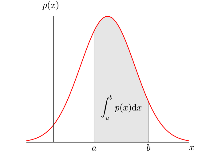 p(x)
∫_a^b p(x)dx
a b x